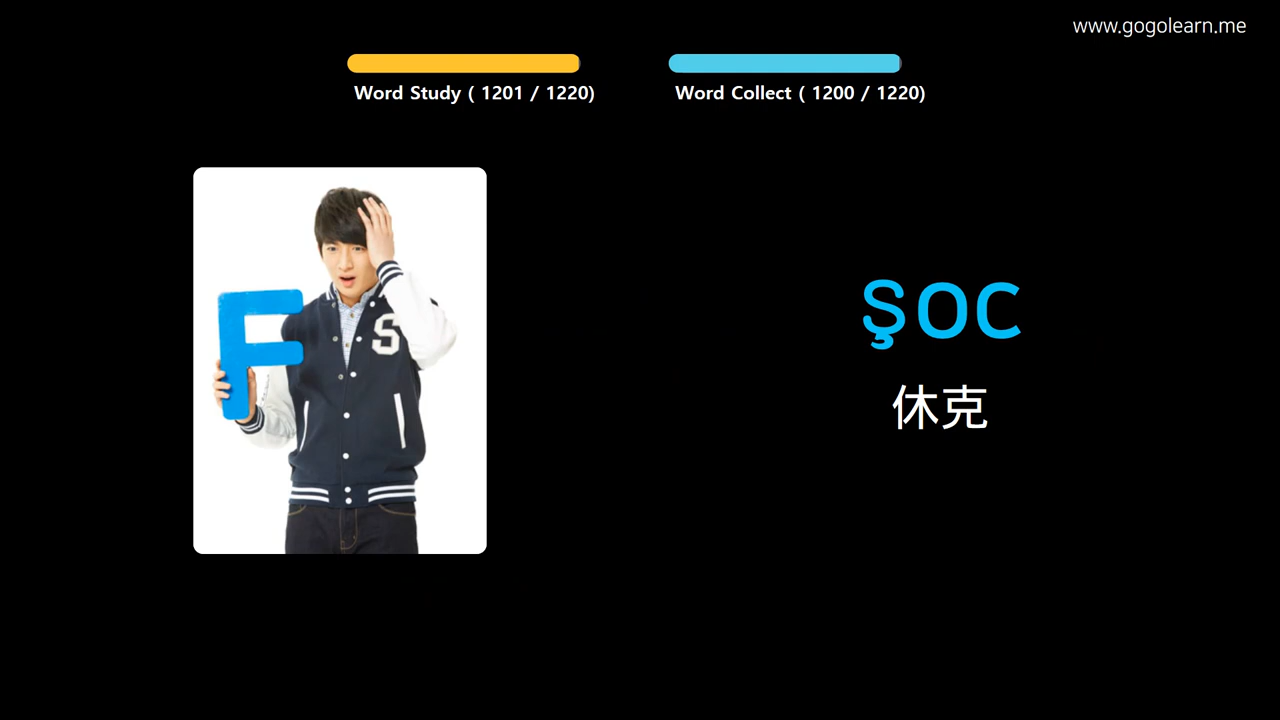 www.gogolearn.me
Word Study ( 1201 / 1220)
Word Collect ( 1200 / 1220)
F
S
şoc
休克